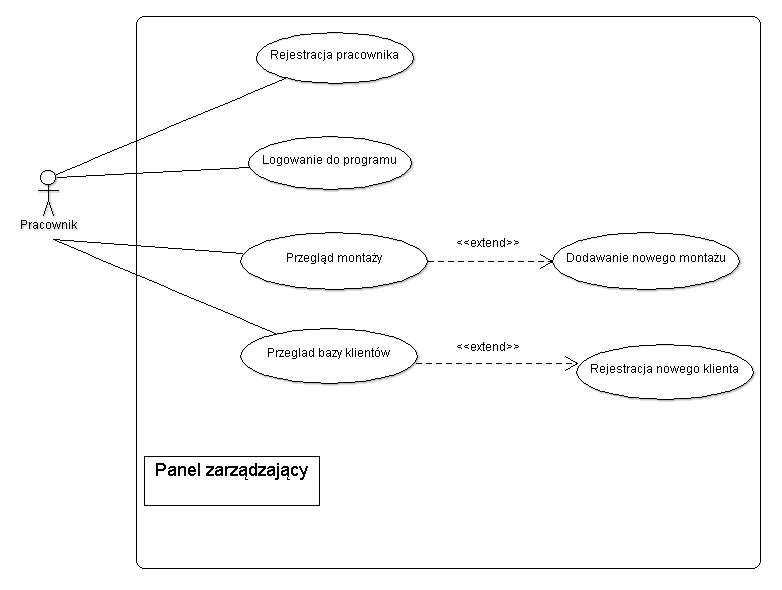 Rejestracja pracownika
Logowanie do programu
Pracownik
Przegląd montaży
<<extend>>
Dodawanie nowego montażu
Przeglad bazy klientów
<<extend>>
Rejestracja nowego klienta
Panel zarządzający